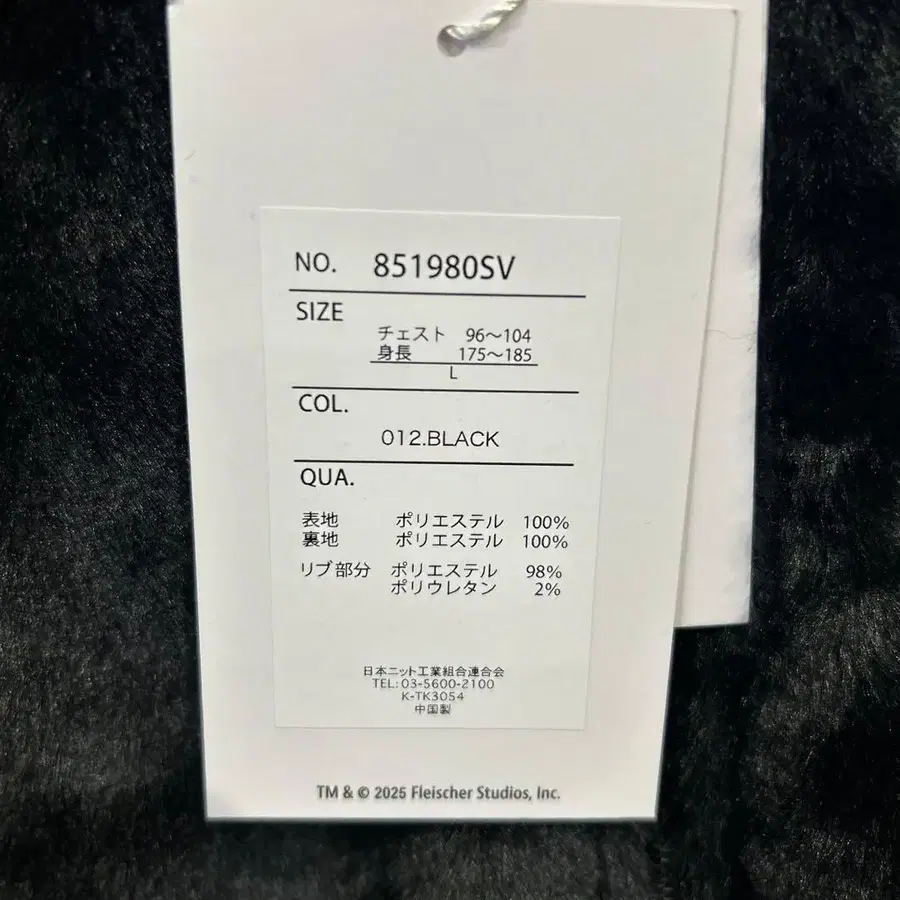 NO. 851980SV
SIZE
チェスト 96〜104
身長 175〜185
L
COL.
012.BLACK
QUA.
表地 ポリエステル 100%
裏地 ポリエステル 100%
リブ部分 ポリエステル 98%
ポリウレタン 2%
日本ニット工業組合連合会
TEL:03-5600-2100
K-TK3054
中国製
TM & © 2025 Fleischer Studios, Inc.